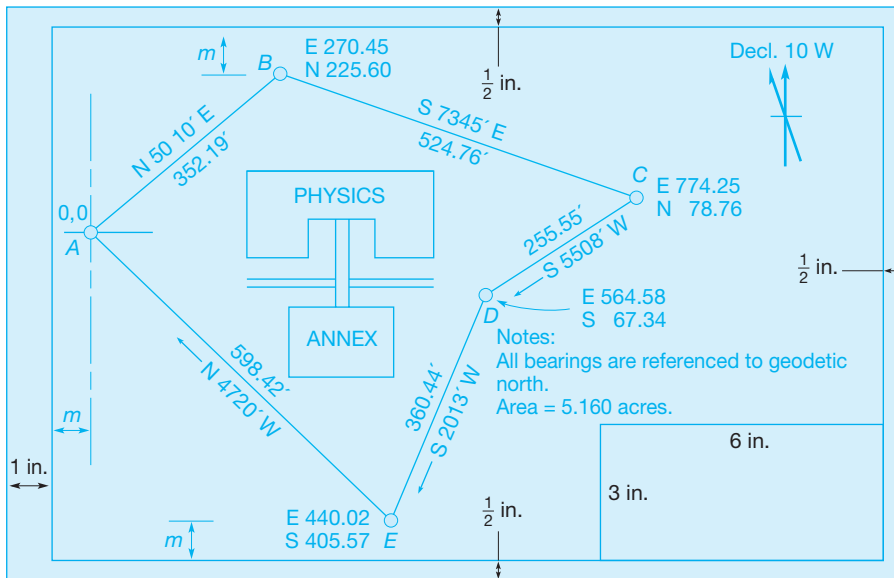 m
B
E 270.45
N 225.60
1/2 in.
Decl. 10 W
N 50 10´ E
352.19´
S 7345´ E
524.76´
C
E 774.25
N 78.76
0,0
A
PHYSICS
ANNEX
255.55´
S 5508´ W
1/2 in.
D
E 564.58
S 67.34
Notes:
All bearings are referenced to geodetic
north.
Area = 5.160 acres.
598.42´
N 4720´ W
360.44´
S 2013´ W
m
1 in.
6 in.
3 in.
m
E 440.02
S 405.57
E
1/2 in.